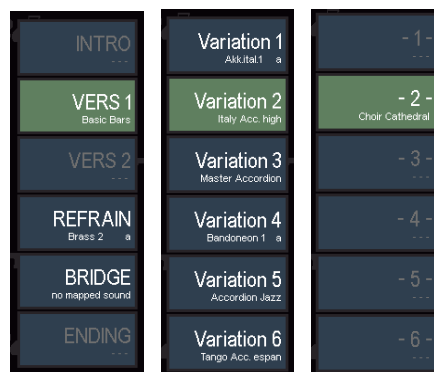 INTRO
- - -
VERS 1
Basic Bars
VERS 2
- - -
REFRAIN
Brass 2 a
BRIDGE
no mapped sound
ENDING
- - -
Variation 1
Akk.ital.1 a
Variation 2
Italy Acc. high
Variation 3
Master Accordion
Variation 4
Bandoneon 1 a
Variation 5
Accordion Jazz
Variation 6
Tango Acc. espan
- 1 -
- - -
- 2 -
Choir Cathedral
- 3 -
- - -
- 4 -
- - -
- 5 -
- - -
- 6 -
- - -